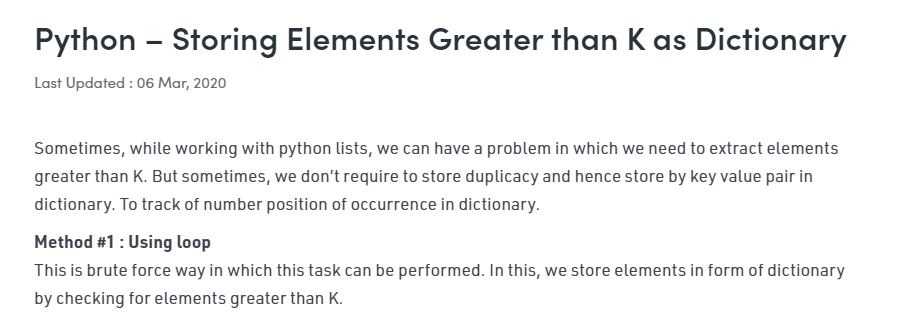 Python – Storing Elements Greater than K as Dictionary
Last Updated : 06 Mar, 2020
Sometimes, while working with python lists, we can have a problem in which we need to extract elements
greater than K. But sometimes, we don’t require to store duplicacy and hence store by key value pair in
dictionary. To track of number position of occurrence in dictionary.
Method #1 : Using loop
This is brute force way in which this task can be performed. In this, we store elements in form of dictionary
by checking for elements greater than K.